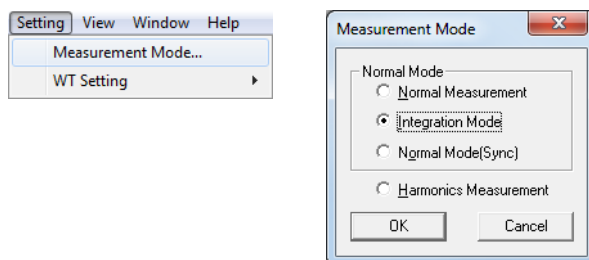 Setting View Window Help
Measurement Mode...
WT Setting
Measurement Mode
Normal Mode
Normal Measurement
Integration Mode
Normal Mode(Sync)
Harmonics Measurement
OK Cancel